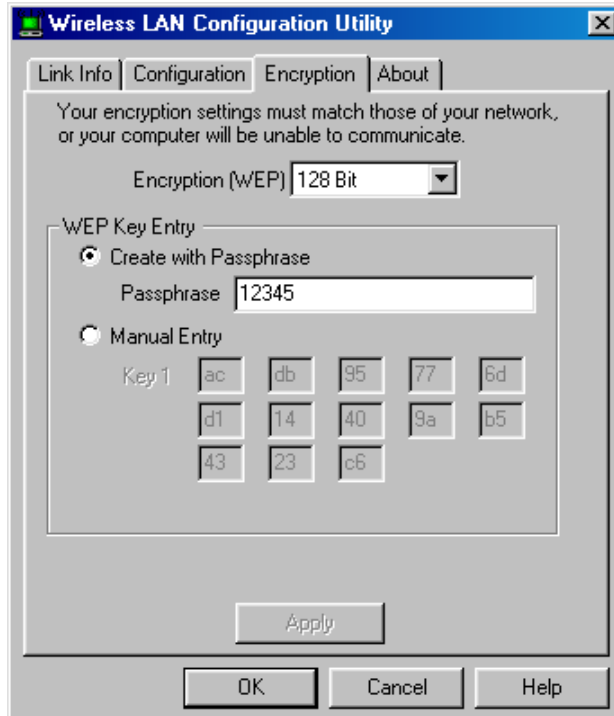 Wireless LAN Configuration Utility
Link Info Configuration Encryption About
Your encryption settings must match those of your network,
or your computer will be unable to communicate.
Encryption (WEP) 128 Bit
WEP Key Entry
Create with Passphrase
Passphrase 12345
Manual Entry
Key 1 ac db 95 77 6d
d1 14 40 9a b5
43 23 c6
Apply
OK Cancel Help